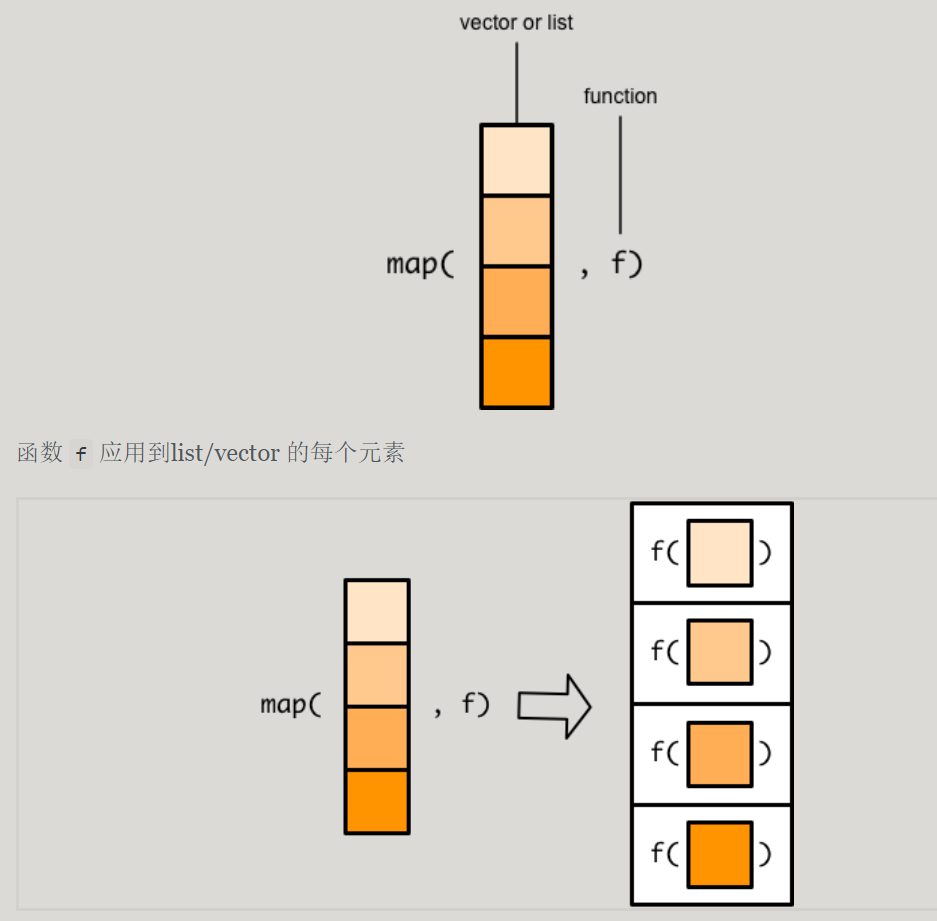 vector or list
function
map( , f)
函数 f 应用到list/vector 的每个元素
map( , f)
f( )
f( )
f( )
f( )